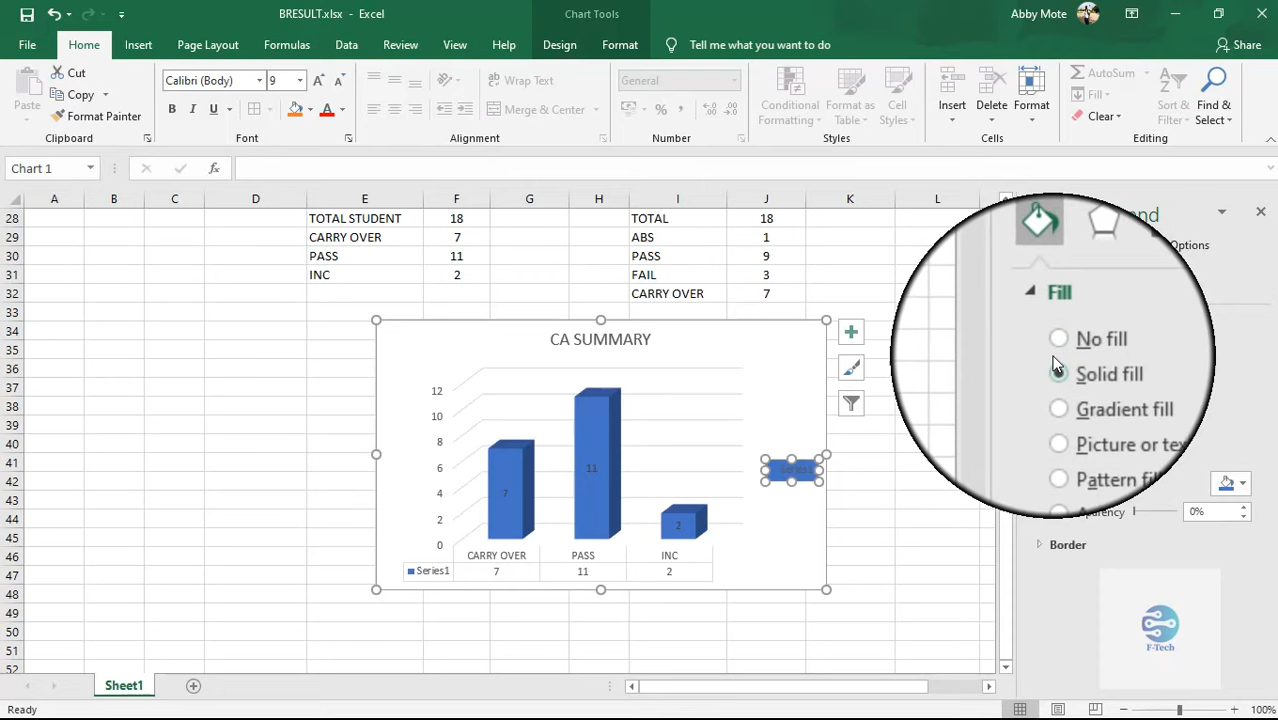 BRESULT.xlsx - Excel
Chart Tools
Abby Mote
File Home Insert Page Layout Formulas Data Review View Help Design Format Tell me what you want to do Share
Paste
Cut
Copy
Format Painter
Clipboard
Calibri (Body) 9
A A
B I U A
Font
Wrap Text
Merge & Center
Alignment
General
% ,
Number
Conditional Formatting
Format as Table
Cell Styles
Styles
Insert Delete Format
Cells
AutoSum
Fill
Clear
Sort & Filter
Find & Select
Editing
Chart 1 fx
A B C D E F G H I J K L
28 TOTAL STUDENT 18 TOTAL 18
29 CARRY OVER 7 ABS 1
30 PASS 11 PASS 9
31 INC 2 FAIL 3
32 CARRY OVER 7
33
34
35
36
37
38
39
40
41
42
43
44
45
46
47
48
49
50
51
52
CA SUMMARY
12
10
8
6
4
2
0
7 11 2
CARRY OVER PASS INC
Series1 7 11 2
Series1
Options
Fill
No fill
Solid fill
Gradient fill
Picture or tex
Pattern fil
0%
Border
F-Tech
Sheet1
Ready
100%